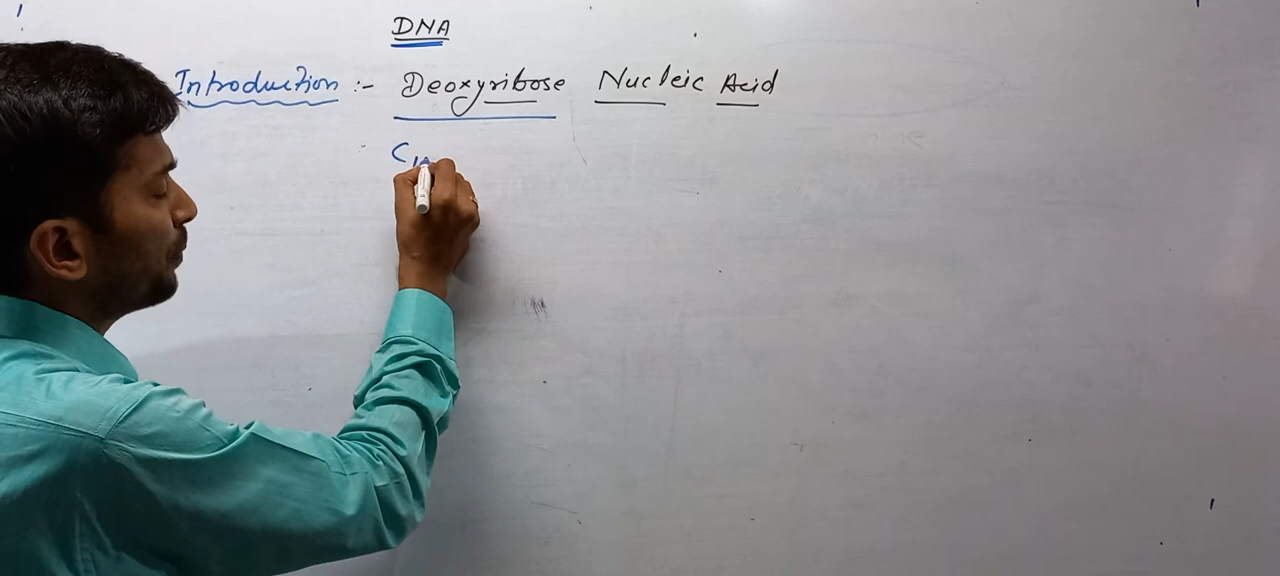 DNA
Introduction :- Deoxyribose Nucleic Acid